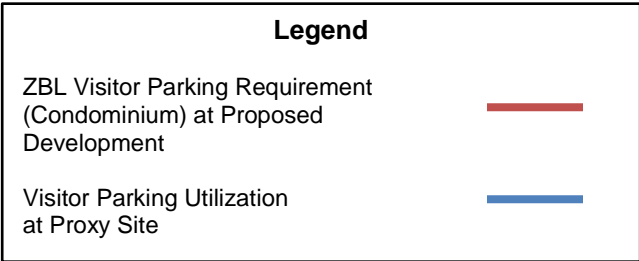 Legend
ZBL Visitor Parking Requirement
(Condominium) at Proposed
Development
Visitor Parking Utilization
at Proxy Site